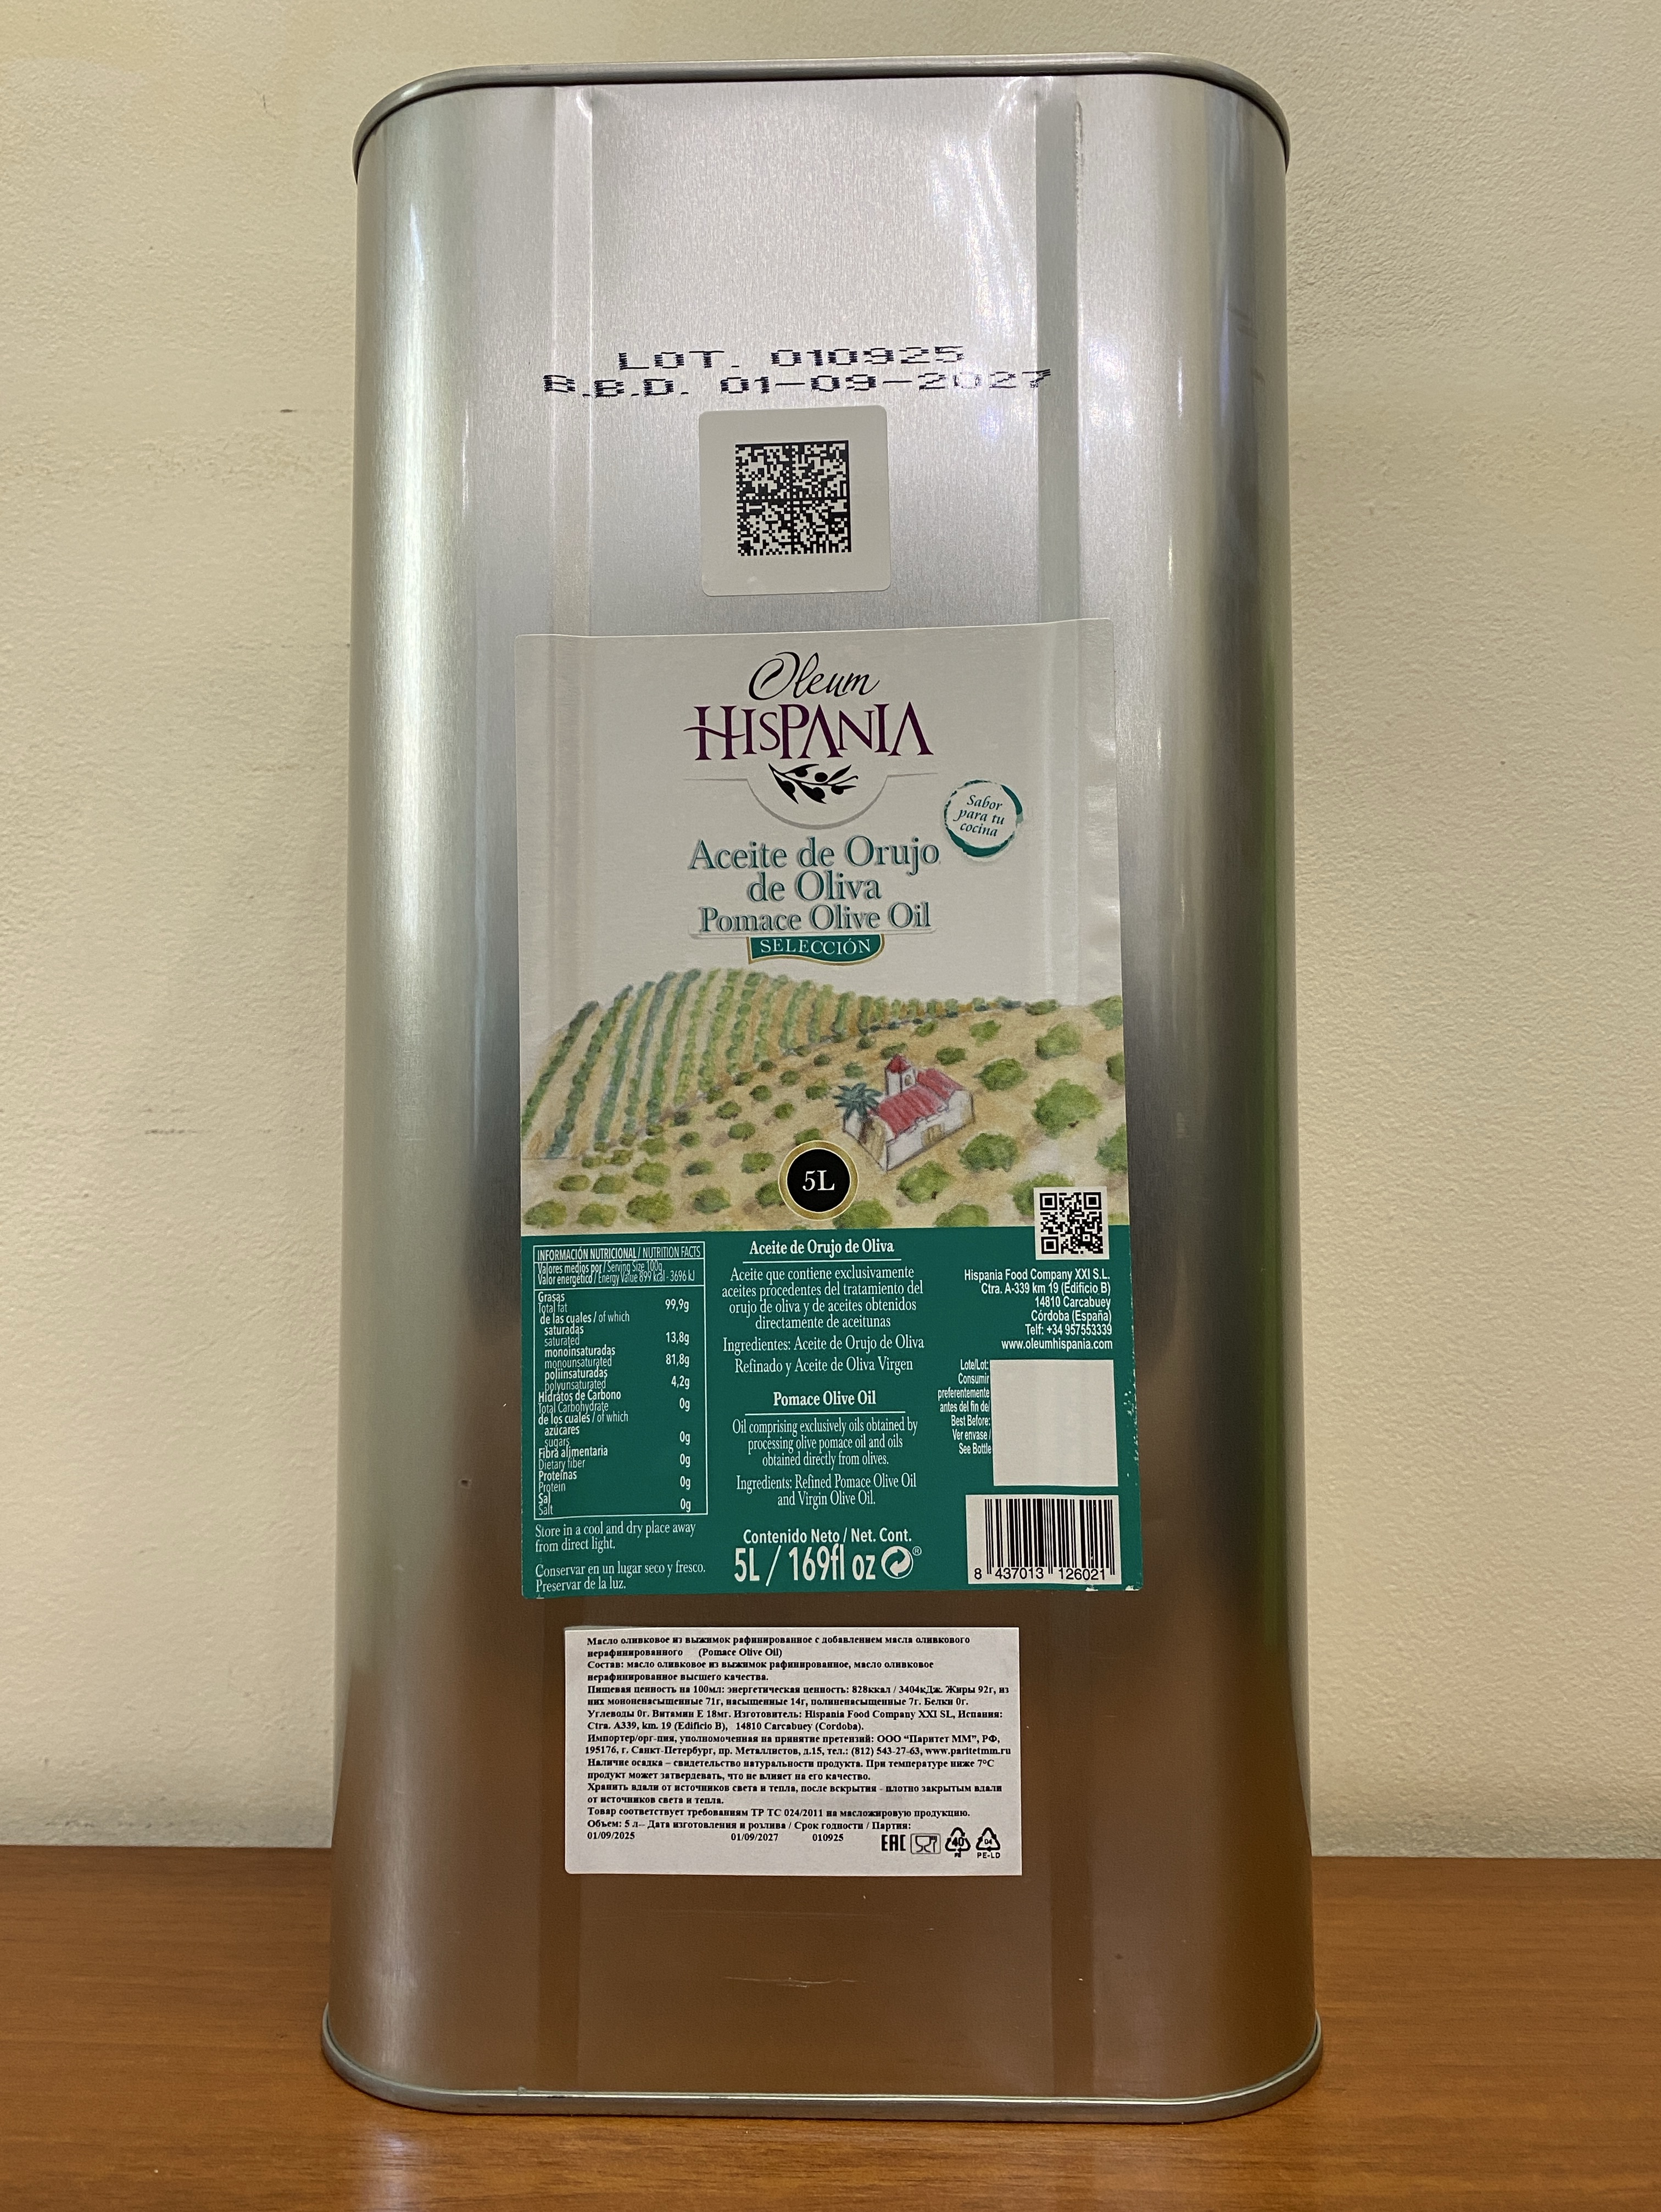 LOT. 010925
B.B.D. 01-09-2027
Oleum
HISPANIA
Sabor
para tu
cocina
Aceite de Orujo
de Oliva
Pomace Olive Oil
SELECCIÓN
5L
INFORMACIÓN NUTRICIONAL / NUTRITION FACTS
Valores medios por / Serving Size 100g
Valor energético / Energy Value 899 kcal - 3696 kJ
Grasas
Total fat 99,9g
de las cuales / of which
saturadas
saturated 13,8g
monoinsaturadas
monounsaturated 81,8g
poliinsaturadas
polyunsaturated 4,2g
Hidratos de Carbono
Total Carbohydrate 0g
de los cuales / of which
azúcares
sugars 0g
Fibra alimentaria
Dietary fiber 0g
Proteínas
Protein 0g
Sal
Salt 0g
Store in a cool and dry place away
from direct light.
Conservar en un lugar seco y fresco.
Preservar de la luz.
Aceite de Orujo de Oliva
Aceite que contiene exclusivamente
aceites procedentes del tratamiento del
orujo de oliva y de aceites obtenidos
directamente de aceitunas
Ingredientes: Aceite de Orujo de Oliva
Refinado y Aceite de Oliva Virgen
Pomace Olive Oil
Oil comprising exclusively oils obtained by
processing olive pomace oil and oils
obtained directly from olives.
Ingredients: Refined Pomace Olive Oil
and Virgin Olive Oil.
Contenido Neto / Net. Cont.
5L / 169fl oz ®
Hispania Food Company XXI S.L.
Ctra. A-339 km 19 (Edificio B)
14810 Carcabuey
Córdoba (España)
Telf: +34 957553339
www.oleumhispania.com
Lote/Lot:
Consumir
preferentemente
antes del fin de/
Best Before:
Ver envase /
See Bottle
8 437013 126021
Масло оливковое из выжимок рафинированное с добавлением масла оливкового
нерафинированного (Pomace Olive Oil)
Состав: масло оливковое из выжимок рафинированное, масло оливковое
нерафинированное высшего качества.
Пищевая ценность на 100мл: энергетическая ценность: 828ккал / 3404кДж. Жиры 92г, из
них мононенасыщенные 71г, насыщенные 14г, полиненасыщенные 7г. Белки 0г.
Углеводы 0г. Витамин Е 18мг. Изготовитель: Hispania Food Company XXI SL, Испания:
Ctra. A339, km. 19 (Edificio B), 14810 Carcabuey (Cordoba).
Импортер/орг-ция, уполномоченная на принятие претензий: ООО “Паритет ММ”, РФ,
195176, г. Санкт-Петербург, пр. Металлистов, д.15, тел.: (812) 543-27-63, www.paritetmm.ru
Наличие осадка – свидетельство натуральности продукта. При температуре ниже 7°С
продукт может затвердевать, что не влияет на его качество.
Хранить вдали от источников света и тепла, после вскрытия - плотно закрытым вдали
от источников света и тепла.
Товар соответствует требованиям ТР ТС 024/2011 на масложировую продукцию.
Объем: 5 л– Дата изготовления и розлива / Срок годности / Партия:
01/09/2025 01/09/2027 010925
EAC 40 04
PE-LD